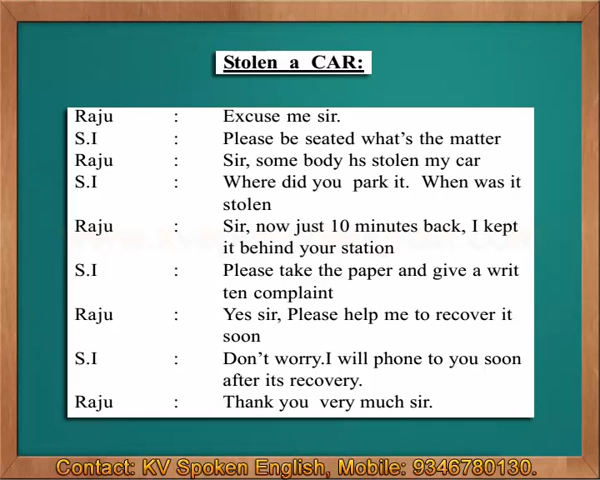 Stolen a CAR:
Raju : Excuse me sir.
S.I : Please be seated what's the matter
Raju : Sir, some body hs stolen my car
S.I : Where did you park it. When was it
stolen
Raju : Sir, now just 10 minutes back, I kept
it behind your station
S.I : Please take the paper and give a writ
ten complaint
Raju : Yes sir, Please help me to recover it
soon
S.I : Don't worry.I will phone to you soon
after its recovery.
Raju : Thank you very much sir.
Contact: KV Spoken English, Mobile: 9346780130.